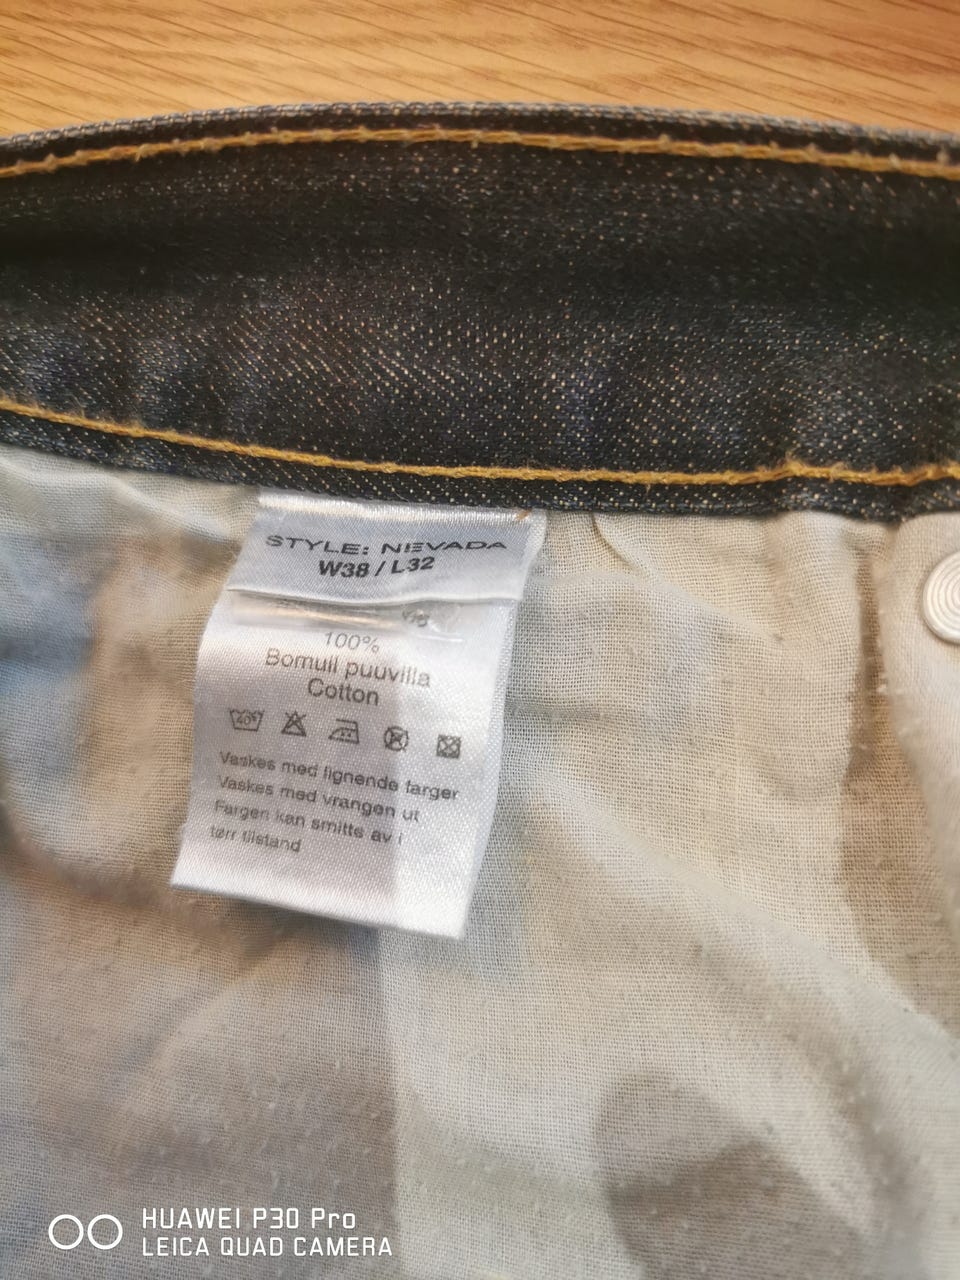 STYLE: NEVADA
W38 / L32
100%
Bomull puuvilla
Cotton
40°
Vaskes med lignende farger
Vaskes med vrangen ut
Fargen kan smitte av i
tørr tilstand
HUAWEI P30 Pro
LEICA QUAD CAMERA